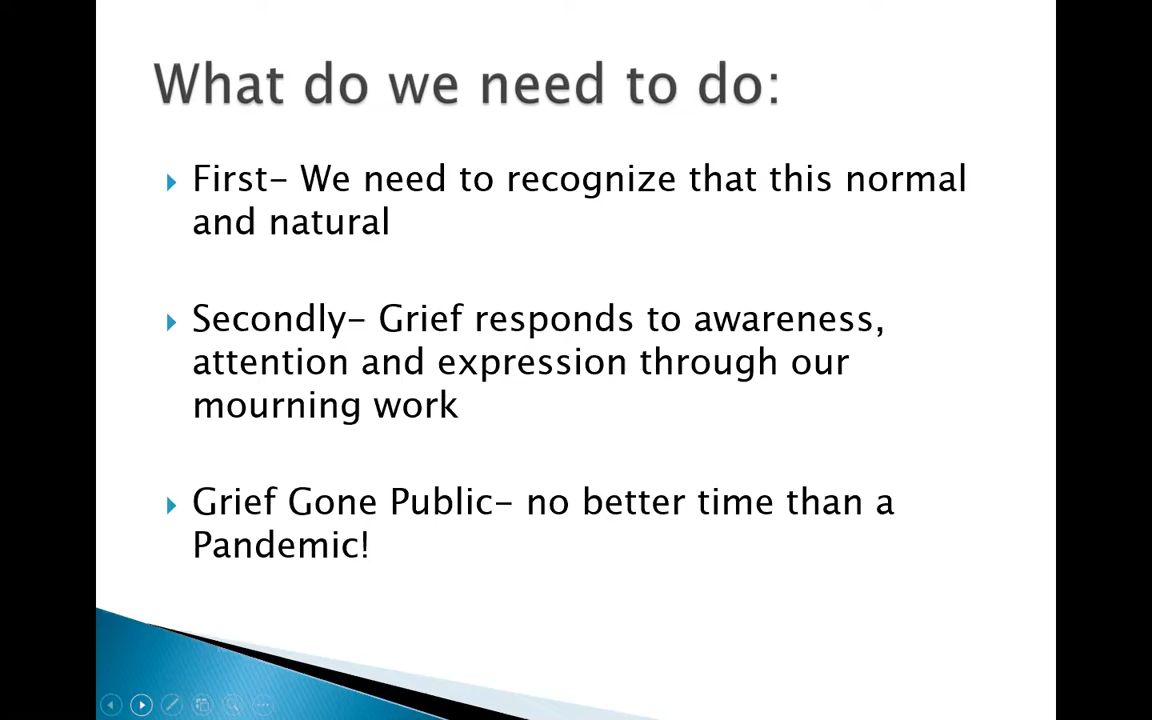 What do we need to do:
First- We need to recognize that this normal
and natural
Secondly- Grief responds to awareness,
attention and expression through our
mourning work
Grief Gone Public- no better time than a
Pandemic!